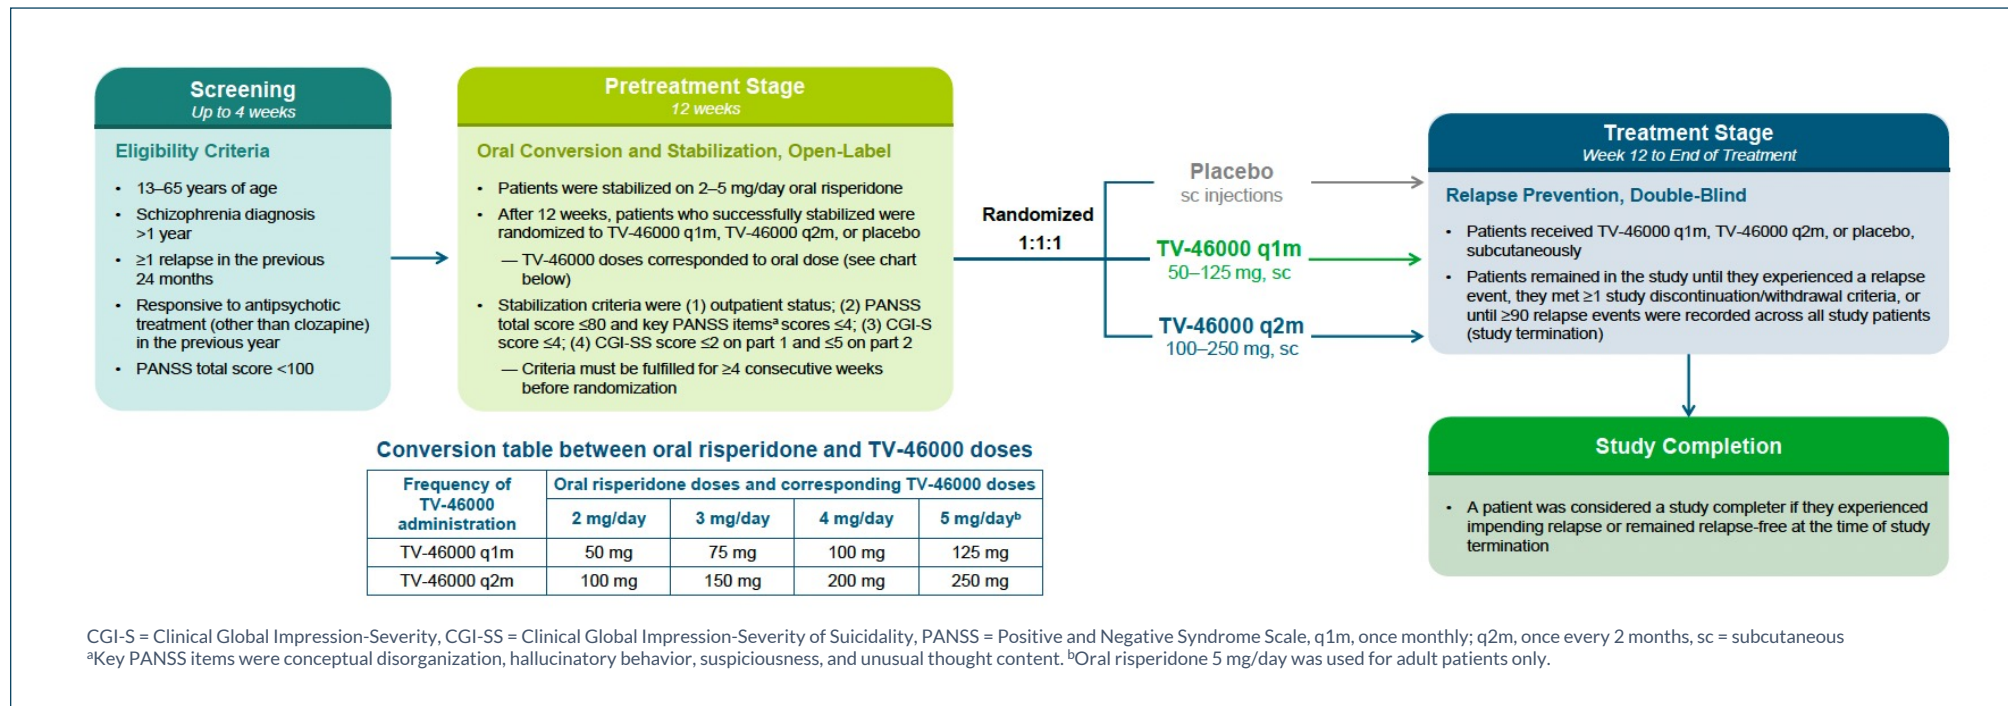 Screening
Up to 4 weeks
Eligibility Criteria
• 13–65 years of age
• Schizophrenia diagnosis
>1 year
• ≥1 relapse in the previous
24 months
• Responsive to antipsychotic
treatment (other than clozapine)
in the previous year
• PANSS total score <100
Pretreatment Stage
12 weeks
Oral Conversion and Stabilization, Open-Label
• Patients were stabilized on 2–5 mg/day oral risperidone
• After 12 weeks, patients who successfully stabilized were
randomized to TV-46000 q1m, TV-46000 q2m, or placebo
— TV-46000 doses corresponded to oral dose (see chart
below)
• Stabilization criteria were (1) outpatient status; (2) PANSS
total score ≤80 and key PANSS itemsᵃ scores ≤4; (3) CGI-S
score ≤4; (4) CGI-SS score ≤2 on part 1 and ≤5 on part 2
— Criteria must be fulfilled for ≥4 consecutive weeks
before randomization
Randomized
1:1:1
Placebo
sc injections
TV-46000 q1m
50–125 mg, sc
TV-46000 q2m
100–250 mg, sc
Treatment Stage
Week 12 to End of Treatment
Relapse Prevention, Double-Blind
• Patients received TV-46000 q1m, TV-46000 q2m, or placebo,
subcutaneously
• Patients remained in the study until they experienced a relapse
event, they met ≥1 study discontinuation/withdrawal criteria, or
until ≥90 relapse events were recorded across all study patients
(study termination)
Study Completion
• A patient was considered a study completer if they experienced
impending relapse or remained relapse-free at the time of study
termination
Conversion table between oral risperidone and TV-46000 doses
Frequency of
TV-46000
administration
Oral risperidone doses and corresponding TV-46000 doses
2 mg/day 3 mg/day 4 mg/day 5 mg/dayᵇ
TV-46000 q1m 50 mg 75 mg 100 mg 125 mg
TV-46000 q2m 100 mg 150 mg 200 mg 250 mg
CGI-S = Clinical Global Impression-Severity, CGI-SS = Clinical Global Impression-Severity of Suicidality, PANSS = Positive and Negative Syndrome Scale, q1m, once monthly; q2m, once every 2 months, sc = subcutaneous
ᵃKey PANSS items were conceptual disorganization, hallucinatory behavior, suspiciousness, and unusual thought content. ᵇOral risperidone 5 mg/day was used for adult patients only.